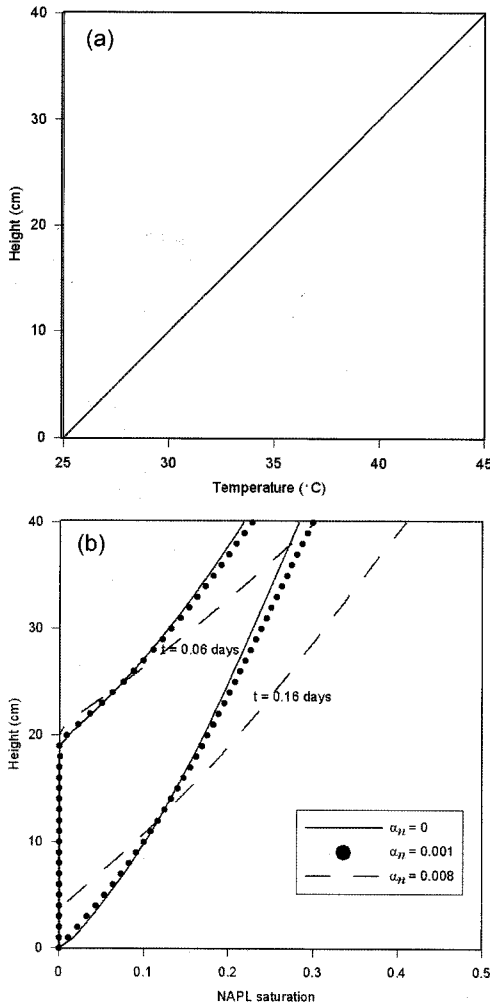 (a)
40
30
20
10
0
Height (cm)
25
30
35
40
45
Temperature (°C)
(b)
40
30
20
10
0
Height (cm)
t = 0.06 days
t = 0.16 days
αn = 0
αn = 0.001
αn = 0.008
0
0.1
0.2
0.3
0.4
0.5
NAPL saturation